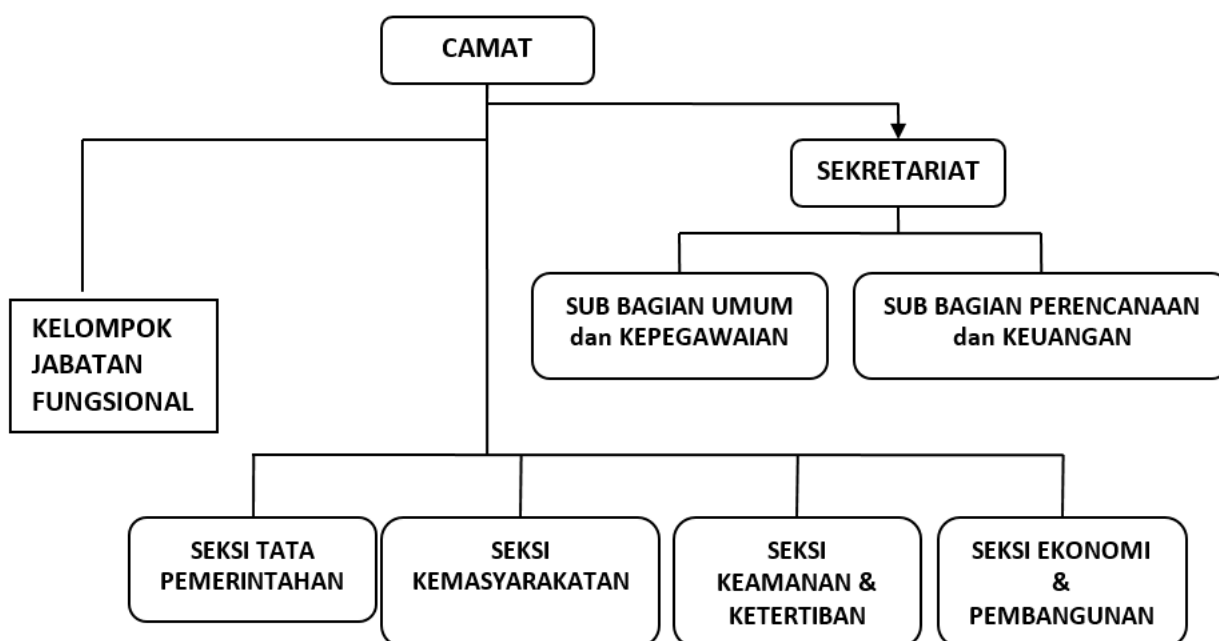 CAMAT
SEKRETARIAT
SUB BAGIAN UMUM
dan KEPEGAWAIAN
SUB BAGIAN PERENCANAAN
dan KEUANGAN
KELOMPOK
JABATAN
FUNGSIONAL
SEKSI TATA
PEMERINTAHAN
SEKSI
KEMASYARAKATAN
SEKSI
KEAMANAN &
KETERTIBAN
SEKSI EKONOMI
&
PEMBANGUNAN